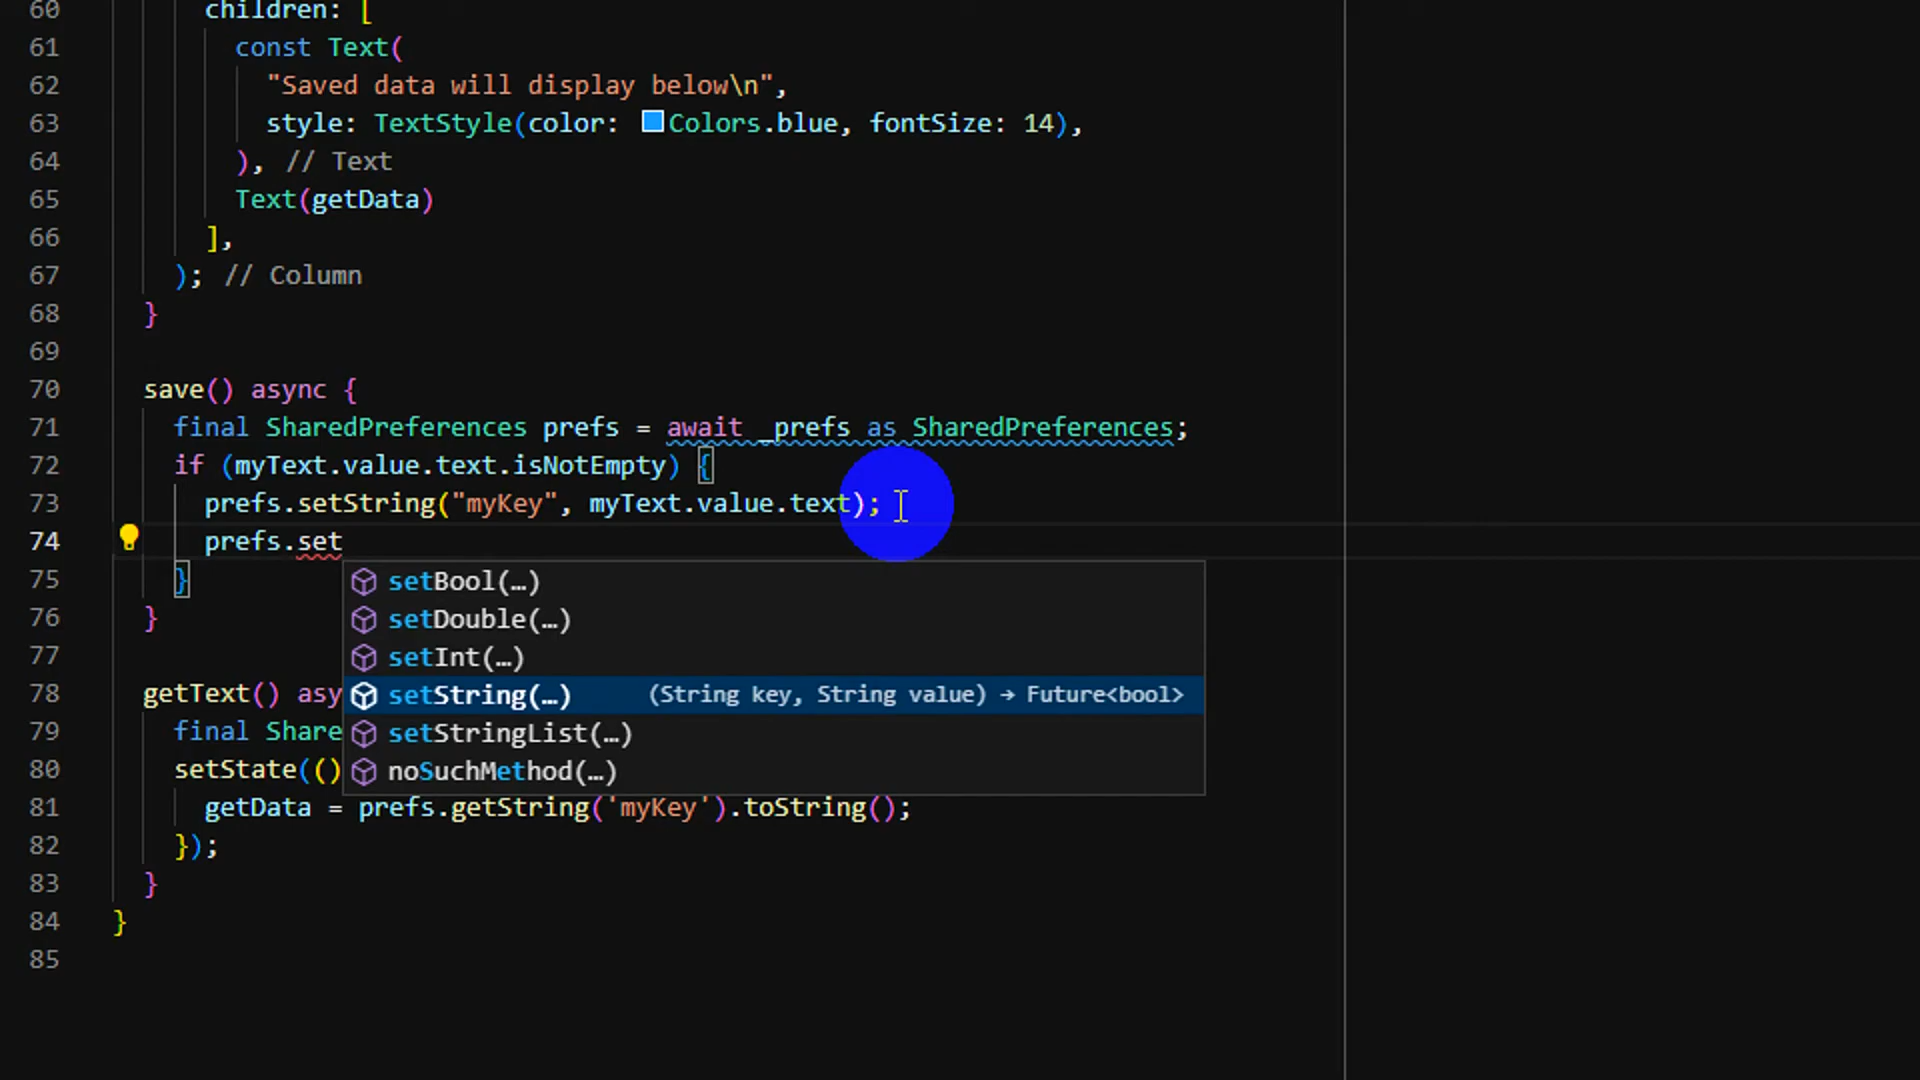 60 children: [
61 const Text(
62 "Saved data will display below\n",
63 style: TextStyle(color: Colors.blue, fontSize: 14),
64 ), // Text
65 Text(getData)
66 ],
67 ); // Column
68 }
69
70 save() async {
71 final SharedPreferences prefs = await _prefs as SharedPreferences;
72 if (myText.value.text.isNotEmpty) {
73 prefs.setString("myKey", myText.value.text);
74 prefs.set
75 }
setBool(…)
76 }
setDouble(…)
77
setInt(…)
78 getText() asy
setString(…) (String key, String value) → Future<bool>
79 final Share
setStringList(…)
80 setState(()
noSuchMethod(…)
81 getData = prefs.getString('myKey').toString();
82 });
83 }
84 }
85